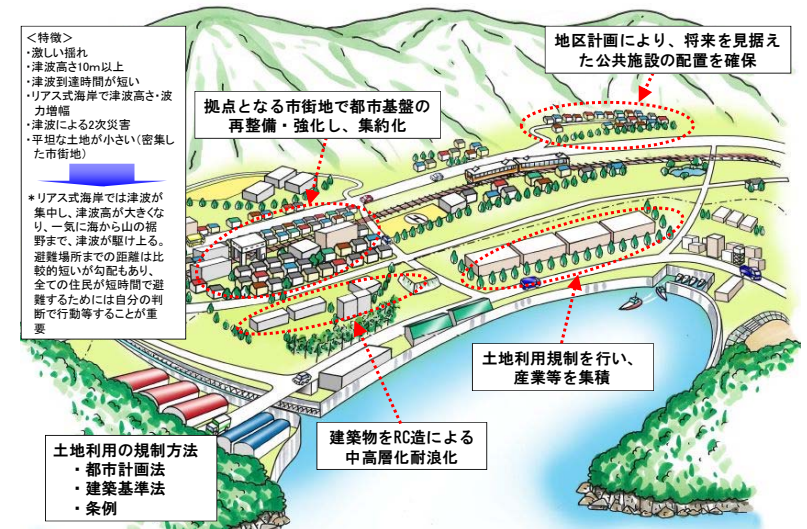 ＜特徴＞
・激しい揺れ
・津波高さ10ｍ以上
・津波到達時間が短い
・リアス式海岸で津波高さ・波
力増幅
・津波による2次災害
・平坦な土地が小さい（密集し
た市街地）
＊リアス式海岸では津波が
集中し、津波高が大きくな
り、一気に海から山の裾
野まで、津波が駆け上る。
避難場所までの距離は比
較的短いが勾配もあり、
全ての住民が短時間で避
難するためには自分の判
断で行動等することが重
要
地区計画により、将来を見据え
た公共施設の配置を確保
拠点となる市街地で都市基盤の
再整備・強化し、集約化
土地利用規制を行い、
産業等を集積
建築物をRC造による
中高層化耐浪化
土地利用の規制方法
・都市計画法
・建築基準法
・条例